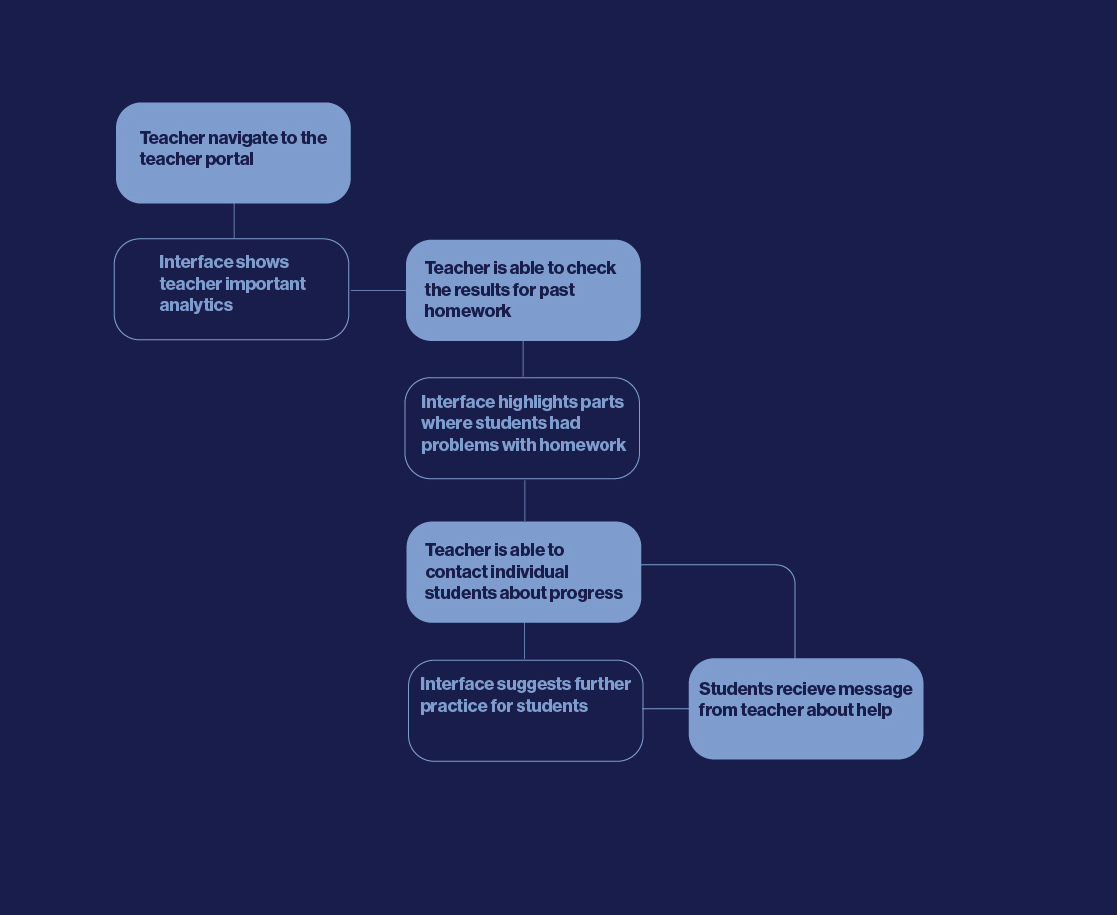 Teacher navigate to the
teacher portal
Interface shows
teacher important
analytics
Teacher is able to check
the results for past
homework
Interface highlights parts
where students had
problems with homework
Teacher is able to
contact individual
students about progress
Interface suggests further
practice for students
Students recieve message
from teacher about help